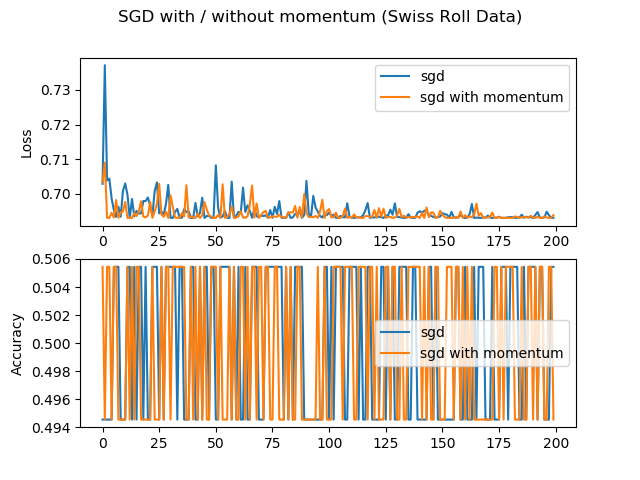 SGD with / without momentum (Swiss Roll Data)
0.73
0.72
0.71
0.70
Loss
sgd
sgd with momentum
0 25 50 75 100 125 150 175 200
0.506
0.504
0.502
0.500
0.498
0.496
0.494
Accuracy
sgd
sgd with momentum
0 25 50 75 100 125 150 175 200